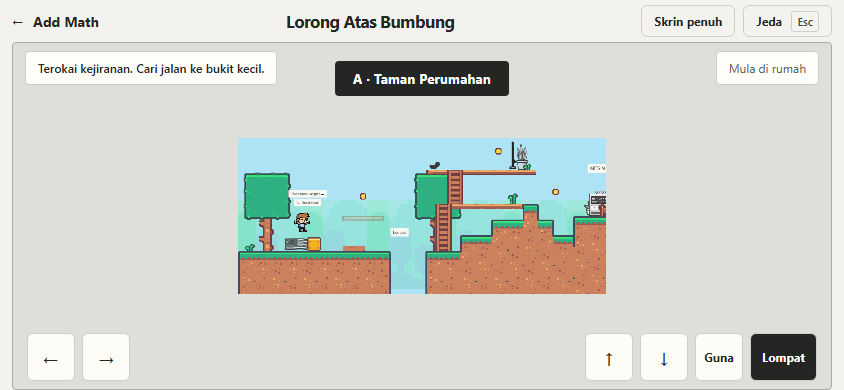 ← Add Math
Lorong Atas Bumbung
Skrin penuh
Jeda Esc
Terokai kejiranan. Cari jalan ke bukit kecil.
A · Taman Perumahan
Mula di rumah
Lompat
← →
↑ ↓ Guna Lompat